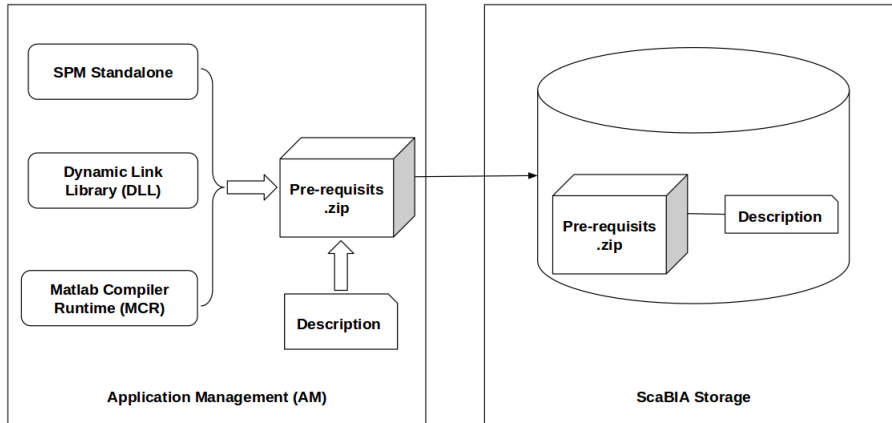 SPM Standalone
Dynamic Link
Library (DLL)
Matlab Compiler
Runtime (MCR)
Pre-requisits
.zip
Description
Application Management (AM)
Pre-requisits
.zip
Description
ScaBIA Storage